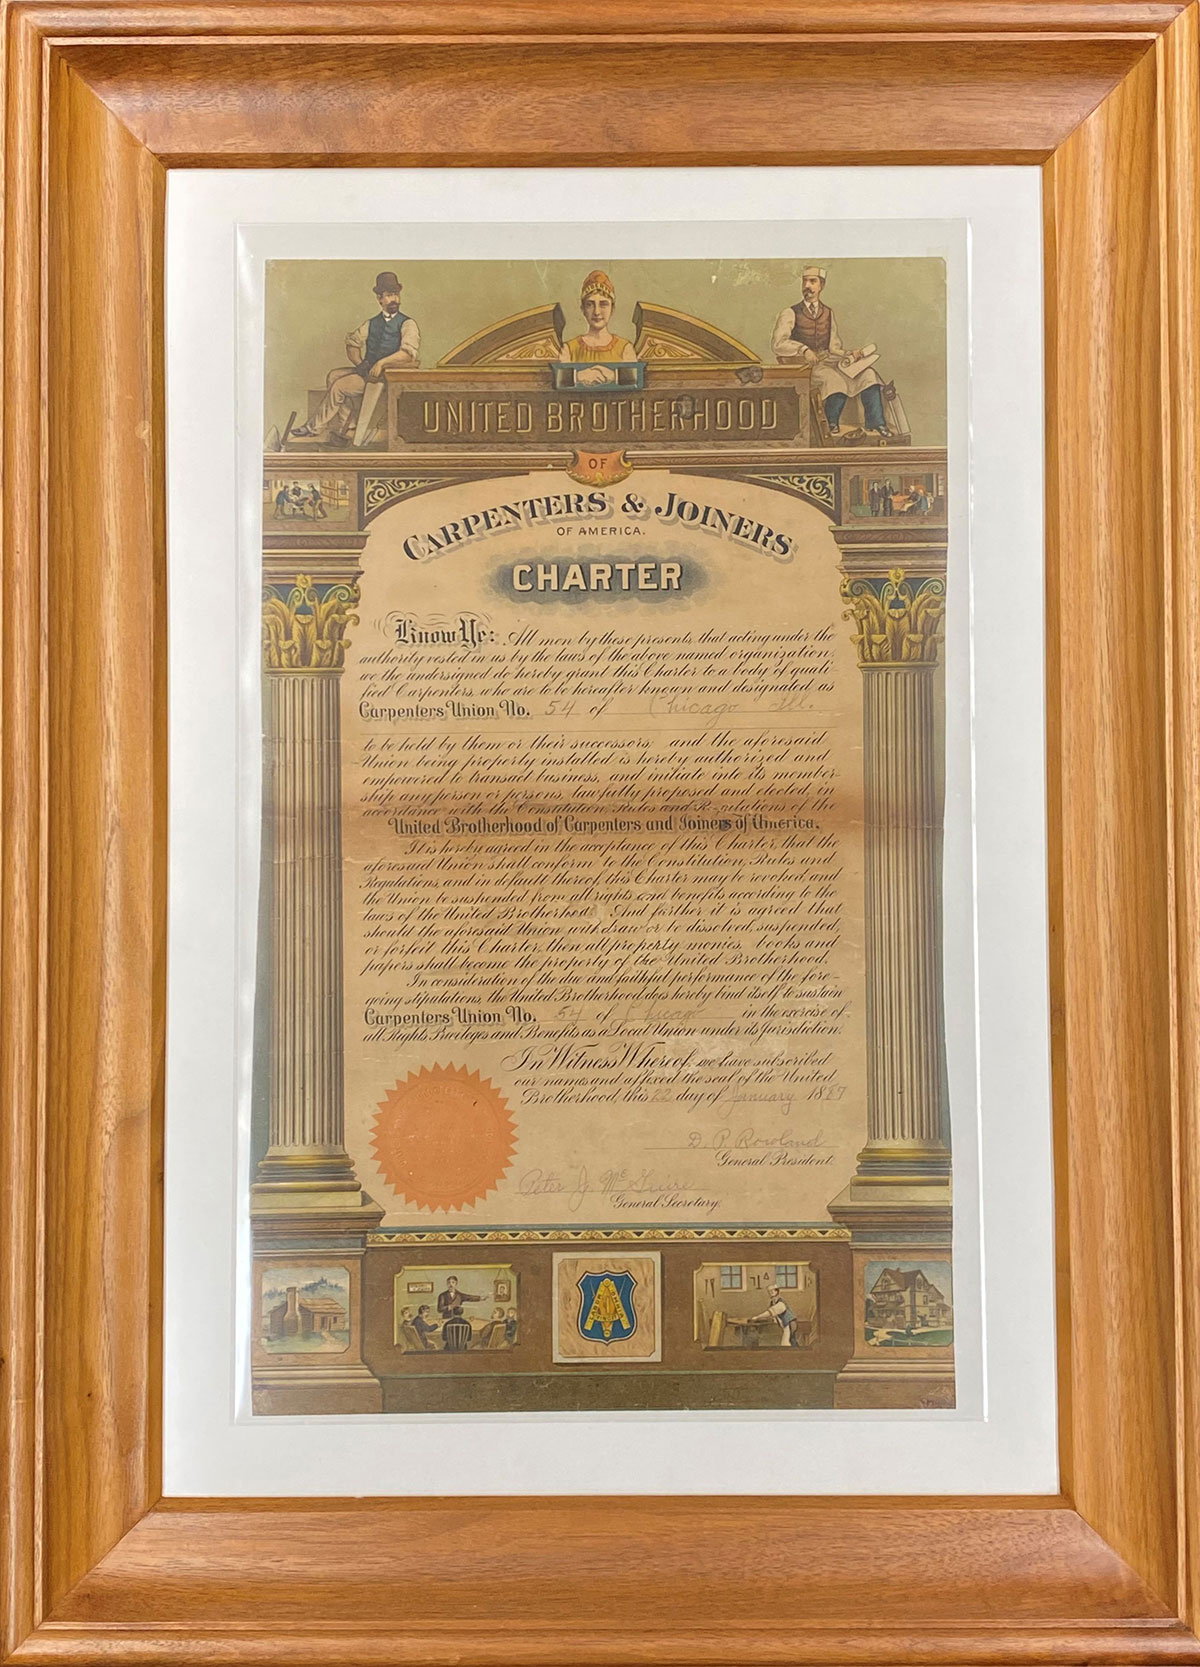 LIBERTY
UNITED BROTHERHOOD
OF
CARPENTERS & JOINERS
OF AMERICA.
CHARTER
Know Ye: All men by these presents, that acting under the
authority vested in us by the laws of the above named organization,
we the undersigned do hereby grant this Charter to a body of quali-
fied Carpenters, who are to be hereafter known and designated as
Carpenters Union No. 54 of Chicago Ill.
to be held by them or their successors; and the aforesaid
Union being properly installed is hereby authorized and
empowered to transact business, and initiate into its member-
ship any person or persons, lawfully proposed and elected, in
accordance with the Constitution, Rules and Regulations of the
United Brotherhood of Carpenters and Joiners of America.
It is hereby agreed in the acceptance of this Charter, that the
aforesaid Union shall conform to the Constitution, Rules and
Regulations, and in default thereof, this Charter may be revoked and
the Union be suspended from all rights and benefits according to the
laws of the United Brotherhood. And further it is agreed that
should the aforesaid Union withdraw or be dissolved, suspended,
or forfeit this Charter, then all property monies, books and
papers shall become the property of the United Brotherhood.
In consideration of the due and faithful performance of the fore-
going stipulations, the United Brotherhood does hereby bind itself to sustain
Carpenters Union No. 54 of Chicago in the exercise of
all Rights Privileges and Benefits as a Local Union under its Jurisdiction.
In Witness Whereof, we have subscribed
our names and affixed the seal of the United
Brotherhood, this 22 day of January 1887
D. P. Rowland
General President.
Peter J. McGuire
General Secretary.
LABOR OMNIA